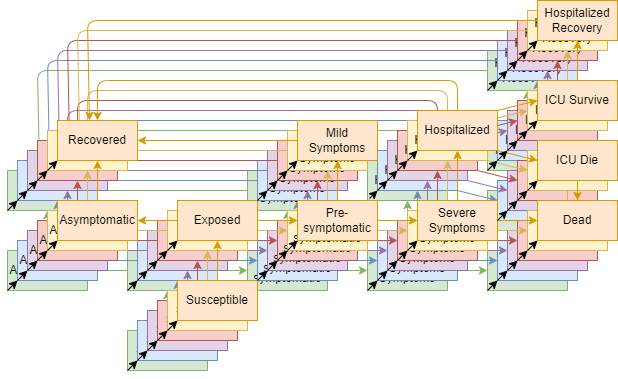 Hospitalized
Recovery
ICU Survive
Recovered
Mild
Symptoms
Hospitalized
ICU Die
Asymptomatic
Exposed
Pre-
symptomatic
Severe
Symptoms
Dead
Susceptible